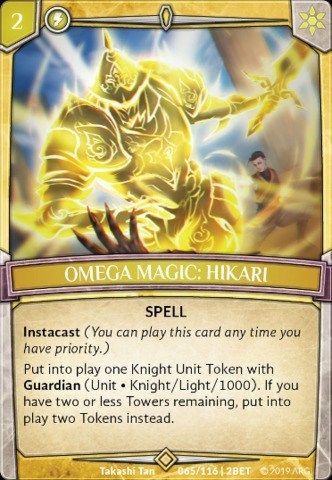 2
OMEGA MAGIC: HIKARI
SPELL
Instacast (You can play this card any time you
have priority.)
Put into play one Knight Unit Token with
Guardian (Unit • Knight/Light/1000). If you
have two or less Towers remaining, put into
play two Tokens instead.
Takashi Tan 065/116 | 2BET © 2019 ARG